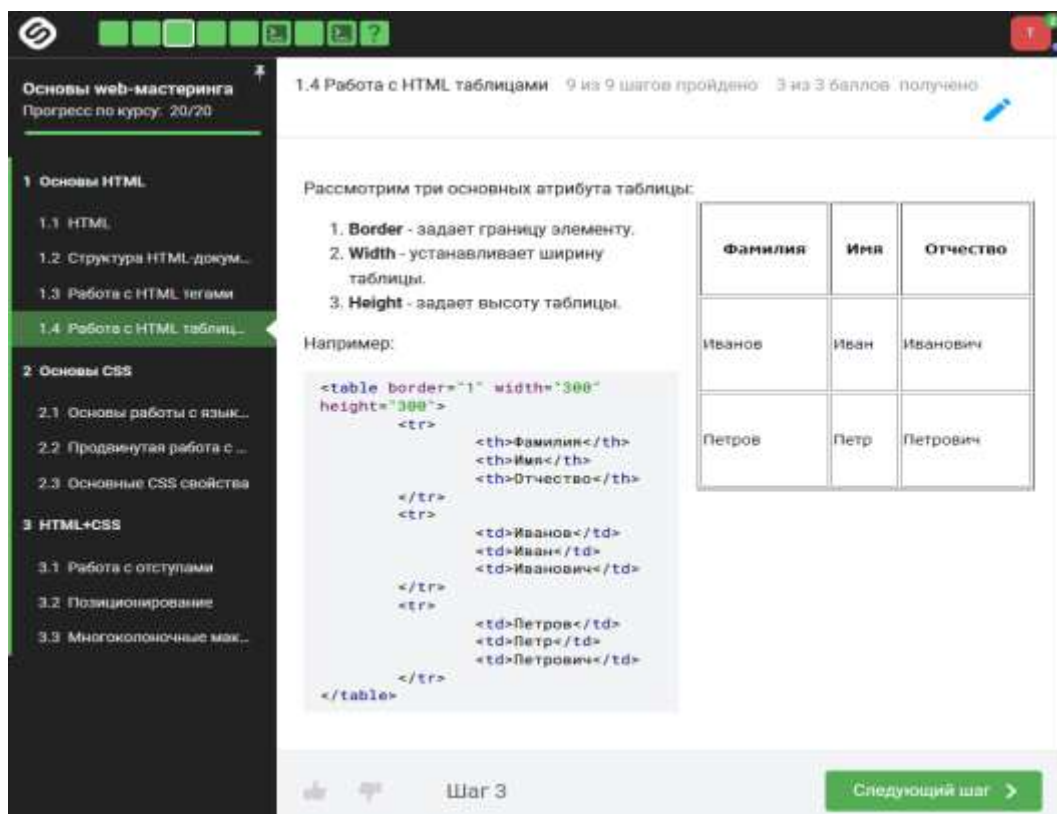 Основы web-мастеринга
Прогресс по курсу: 20/20
1 Основы HTML
1.1 HTML
1.2 Структура HTML-докум...
1.3 Работа с HTML тегами
1.4 Работа с HTML таблиц...
2 Основы CSS
2.1 Основы работы с язык...
2.2 Продвинутая работа с ...
2.3 Основные CSS свойства
3 HTML+CSS
3.1 Работа с отступами
3.2 Позиционирование
3.3 Многоколоночные мак...
?
T
1.4 Работа с HTML таблицами 9 из 9 шагов пройдено 3 из 3 баллов получено
Рассмотрим три основных атрибута таблицы:
1. Border - задает границу элементу.
2. Width - устанавливает ширину
таблицы.
3. Height - задает высоту таблицы.
Например:
<table border="1" width="300"
height="300">
<tr>
<th>Фамилия</th>
<th>Имя</th>
<th>Отчество</th>
</tr>
<tr>
<td>Иванов</td>
<td>Иван</td>
<td>Иванович</td>
</tr>
<tr>
<td>Петров</td>
<td>Петр</td>
<td>Петрович</td>
</tr>
</table>
Фамилия Имя Отчество
Иванов Иван Иванович
Петров Петр Петрович
Шаг 3
Следующий шаг